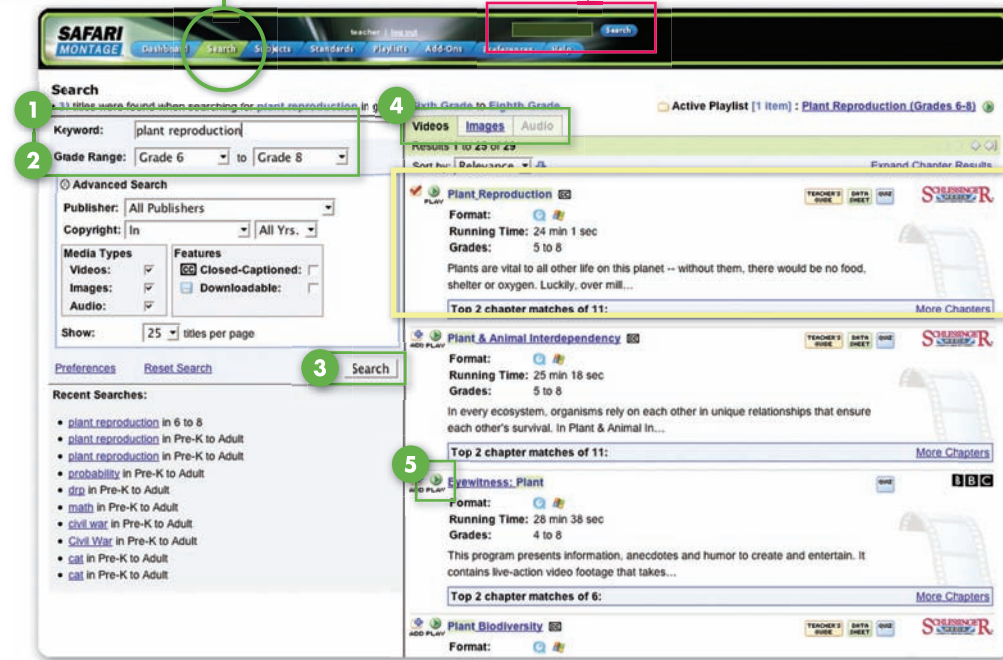 SAFARI
MONTAGE
teacher | log out
Search
Dashboard Search Subjects Standards Playlists Add-Ons Preferences Help
Search
titles were found when searching for plant reproduction in Sixth Grade to Eighth Grade
Active Playlist [1 item] : Plant Reproduction (Grades 6-8)
1
Keyword: plant reproduction
2
Grade Range: Grade 6 to Grade 8
Advanced Search
Publisher: All Publishers
Copyright: In All Yrs.
Media Types
Videos:
Images:
Audio:
Features
CC Closed-Captioned:
Downloadable:
Show: 25 titles per page
Preferences Reset Search
3
Search
Recent Searches:
• plant reproduction in 6 to 8
• plant reproduction in Pre-K to Adult
• plant reproduction in Pre-K to Adult
• probability in Pre-K to Adult
• drp in Pre-K to Adult
• math in Pre-K to Adult
• civil war in Pre-K to Adult
• Civil War in Pre-K to Adult
• cat in Pre-K to Adult
• cat in Pre-K to Adult
4
Videos Images Audio
Results 1 to 25 of 29
Sort by: Relevance
Expand Chapter Results
PLAY
Plant Reproduction CC
TEACHER'S GUIDE DATA SHEET QUIZ
SCHLESSINGER MEDIA
Format:
Running Time: 24 min 1 sec
Grades: 5 to 8
Plants are vital to all other life on this planet -- without them, there would be no food,
shelter or oxygen. Luckily, over mill...
Top 2 chapter matches of 11: More Chapters
ADD PLAY
Plant & Animal Interdependency CC
TEACHER'S GUIDE DATA SHEET QUIZ
SCHLESSINGER MEDIA
Format:
Running Time: 25 min 18 sec
Grades: 5 to 8
In every ecosystem, organisms rely on each other in unique relationships that ensure
each other's survival. In Plant & Animal In...
Top 2 chapter matches of 11: More Chapters
5
ADD PLAY
Eyewitness: Plant
QUIZ
BBC
Format:
Running Time: 28 min 38 sec
Grades: 4 to 8
This program presents information, anecdotes and humor to create and entertain. It
contains live-action video footage that takes...
Top 2 chapter matches of 6: More Chapters
ADD PLAY
Plant Biodiversity CC
TEACHER'S GUIDE DATA SHEET QUIZ
SCHLESSINGER MEDIA
Format: